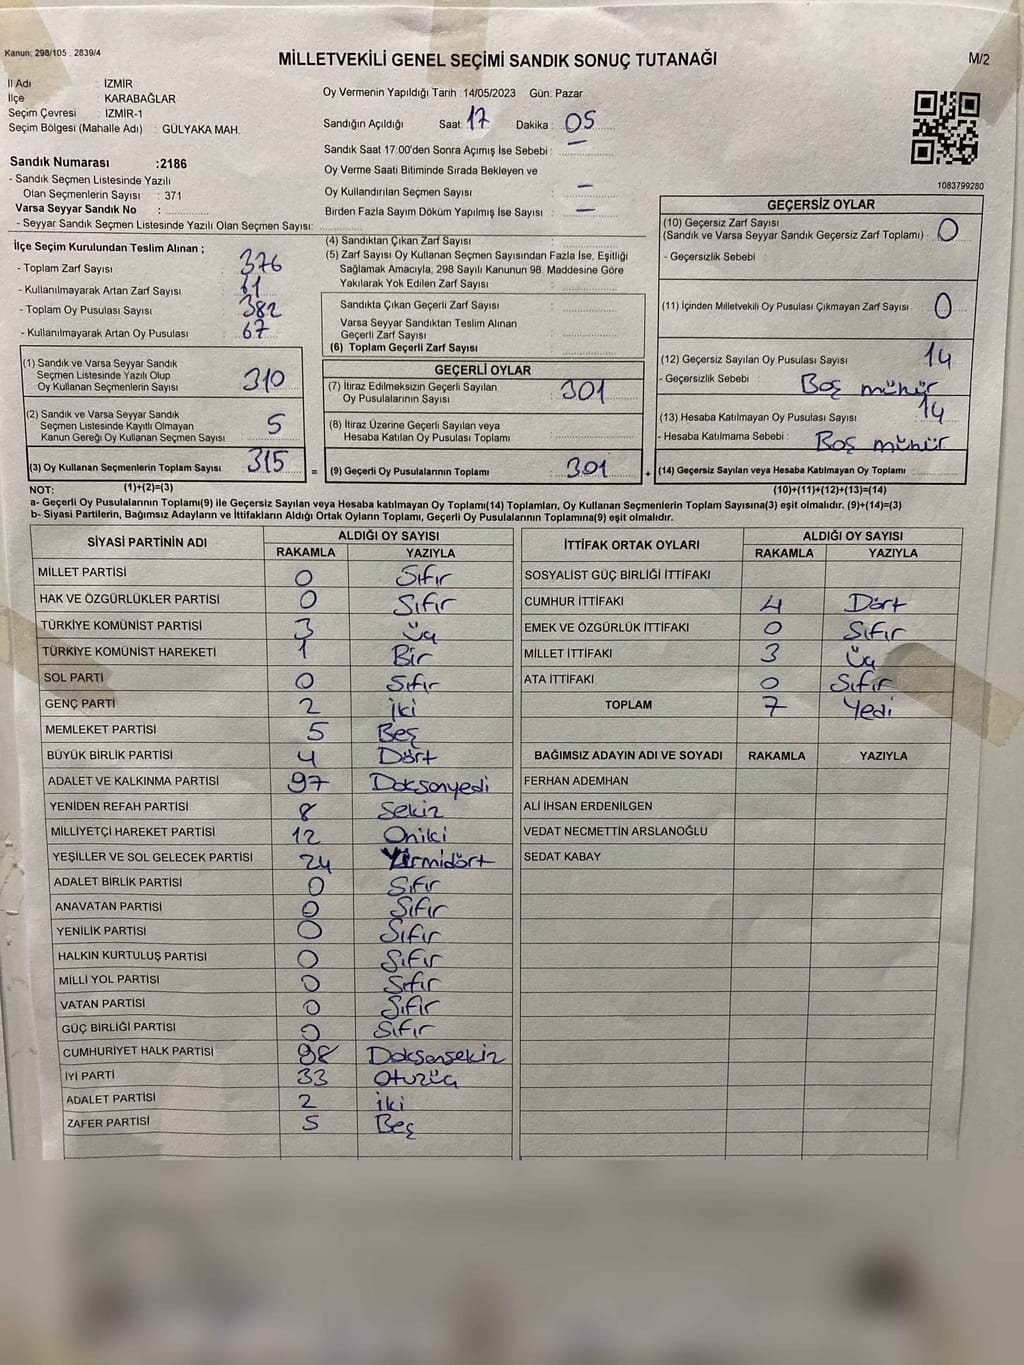 Kanun: 298/105 , 2839/4
MİLLETVEKİLİ GENEL SEÇİMİ SANDIK SONUÇ TUTANAĞI
M/2
İl Adı : İZMİR
İlçe KARABAĞLAR
Seçim Çevresi : İZMİR-1
Seçim Bölgesi (Mahalle Adı) : GÜLYAKA MAH.
Oy Vermenin Yapıldığı Tarih :14/05/2023 Gün: Pazar
Sandığın Açıldığı Saat: 17 Dakika : 05
Sandık Saat 17:00'den Sonra Açımış İse Sebebi : —
Oy Verme Saati Bitiminde Sırada Bekleyen ve
Oy Kullandırılan Seçmen Sayısı —
Birden Fazla Sayım Döküm Yapılmış İse Sayısı : —
1083799280
Sandık Numarası :2186
- Sandık Seçmen Listesinde Yazılı
Olan Seçmenlerin Sayısı : 371
Varsa Seyyar Sandık No :
- Seyyar Sandık Seçmen Listesinde Yazılı Olan Seçmen Sayısı:
İlçe Seçim Kurulundan Teslim Alınan ;
- Toplam Zarf Sayısı 376
- Kullanılmayarak Artan Zarf Sayısı 61
- Toplam Oy Pusulası Sayısı 382
- Kullanılmayarak Artan Oy Pusulası 67
(1) Sandık ve Varsa Seyyar Sandık
Seçmen Listesinde Yazılı Olup
Oy Kullanan Seçmenlerin Sayısı 310
(2) Sandık ve Varsa Seyyar Sandık
Seçmen Listesinde Kayıtlı Olmayan
Kanun Gereği Oy Kullanan Seçmen Sayısı 5
(3) Oy Kullanan Seçmenlerin Toplam Sayısı 315 =
(1)+(2)=(3)
(4) Sandıktan Çıkan Zarf Sayısı :
(5) Zarf Sayısı Oy Kullanan Seçmen Sayısından Fazla İse, Eşitliği
Sağlamak Amacıyla, 298 Sayılı Kanunun 98. Maddesine Göre
Yakılarak Yok Edilen Zarf Sayısı :
Sandıkta Çıkan Geçerli Zarf Sayısı :
Varsa Seyyar Sandıktan Teslim Alınan
Geçerli Zarf Sayısı
(6) Toplam Geçerli Zarf Sayısı :
GEÇERLİ OYLAR
(7) İtiraz Edilmeksizin Geçerli Sayılan
Oy Pusulalarının Sayısı : 301
(8) İtiraz Üzerine Geçerli Sayılan veya
Hesaba Katılan Oy Pusulası Toplamı :
(9) Geçerli Oy Pusulalarının Toplamı : 301 +
GEÇERSİZ OYLAR
(10) Geçersiz Zarf Sayısı
(Sandık ve Varsa Seyyar Sandık Geçersiz Zarf Toplamı) : 0
- Geçersizlik Sebebi :
(11) İçinden Milletvekili Oy Pusulası Çıkmayan Zarf Sayısı : 0
(12) Geçersiz Sayılan Oy Pusulası Sayısı : 14
- Geçersizlik Sebebi : Boş mühür
(13) Hesaba Katılmayan Oy Pusulası Sayısı : 14
- Hesaba Katılmama Sebebi : Boş mühür
(14) Geçersiz Sayılan veya Hesaba Katılmayan Oy Toplamı :
(10)+(11)+(12)+(13)=(14)
NOT:
a- Geçerli Oy Pusulalarının Toplamı(9) ile Geçersiz Sayılan veya Hesaba katılmayan Oy Toplamı(14) Toplamları, Oy Kullanan Seçmenlerin Toplam Sayısına(3) eşit olmalıdır. (9)+(14)=(3)
b- Siyasi Partilerin, Bağımsız Adayların ve İttifakların Aldığı Ortak Oyların Toplamı, Geçerli Oy Pusulalarının Toplamına(9) eşit olmalıdır.
SİYASİ PARTİNİN ADI ALDIĞI OY SAYISI
RAKAMLA YAZIYLA
MİLLET PARTİSİ 0 Sıfır
HAK VE ÖZGÜRLÜKLER PARTİSİ 0 Sıfır
TÜRKİYE KOMÜNİST PARTİSİ 3 Üç
TÜRKİYE KOMÜNİST HAREKETİ 1 Bir
SOL PARTİ 0 Sıfır
GENÇ PARTİ 2 iki
MEMLEKET PARTİSİ 5 Beş
BÜYÜK BİRLİK PARTİSİ 4 Dört
ADALET VE KALKINMA PARTİSİ 97 Doksanyedi
YENİDEN REFAH PARTİSİ 8 Sekiz
MİLLİYETÇİ HAREKET PARTİSİ 12 Oniki
YEŞİLLER VE SOL GELECEK PARTİSİ 24 Yirmidört
ADALET BİRLİK PARTİSİ 0 Sıfır
ANAVATAN PARTİSİ 0 Sıfır
YENİLİK PARTİSİ 0 Sıfır
HALKIN KURTULUŞ PARTİSİ 0 Sıfır
MİLLİ YOL PARTİSİ 0 Sıfır
VATAN PARTİSİ 0 Sıfır
GÜÇ BİRLİĞİ PARTİSİ 0 Sıfır
CUMHURİYET HALK PARTİSİ 98 Doksansekiz
İYİ PARTİ 33 Otuzüç
ADALET PARTİSİ 2 iki
ZAFER PARTİSİ 5 Beş
İTTİFAK ORTAK OYLARI ALDIĞI OY SAYISI
RAKAMLA YAZIYLA
SOSYALİST GÜÇ BİRLİĞİ İTTİFAKI
CUMHUR İTTİFAKI 4 Dört
EMEK VE ÖZGÜRLÜK İTTİFAKI 0 Sıfır
MİLLET İTTİFAKI 3 Üç
ATA İTTİFAKI 0 Sıfır
TOPLAM 7 Yedi
BAĞIMSIZ ADAYIN ADI VE SOYADI RAKAMLA YAZIYLA
FERHAN ADEMHAN
ALİ İHSAN ERDENİLGEN
VEDAT NECMETTİN ARSLANOĞLU
SEDAT KABAY